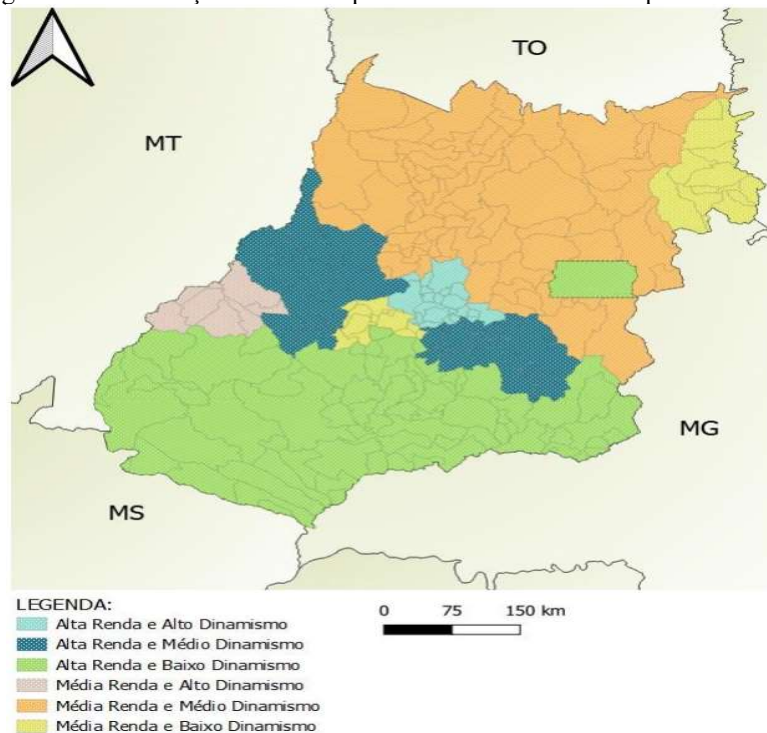 TO
MT
MG
MS
LEGENDA:
0 75 150 km
Alta Renda e Alto Dinamismo
Alta Renda e Médio Dinamismo
Alta Renda e Baixo Dinamismo
Média Renda e Alto Dinamismo
Média Renda e Médio Dinamismo
Média Renda e Baixo Dinamismo